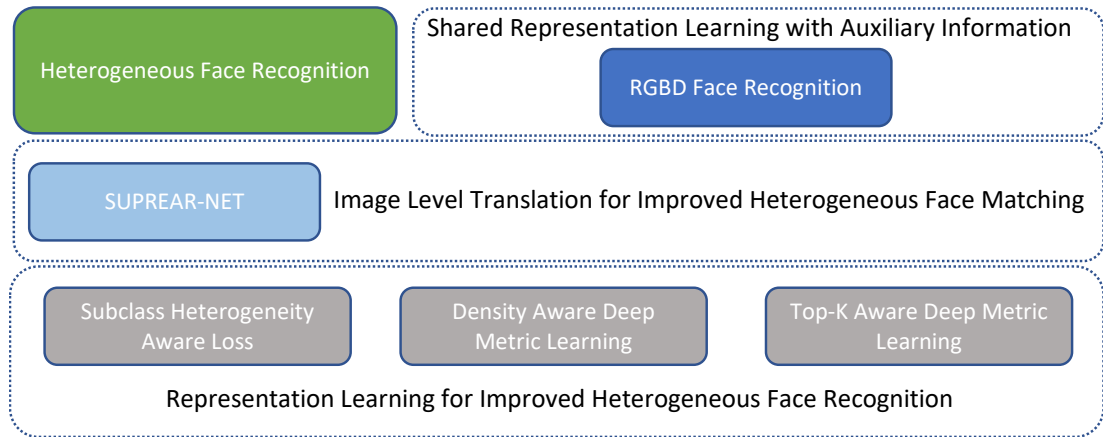 Heterogeneous Face Recognition
Shared Representation Learning with Auxiliary Information
RGBD Face Recognition
SUPREAR-NET
Image Level Translation for Improved Heterogeneous Face Matching
Subclass Heterogeneity
Aware Loss
Density Aware Deep
Metric Learning
Top-K Aware Deep Metric
Learning
Representation Learning for Improved Heterogeneous Face Recognition